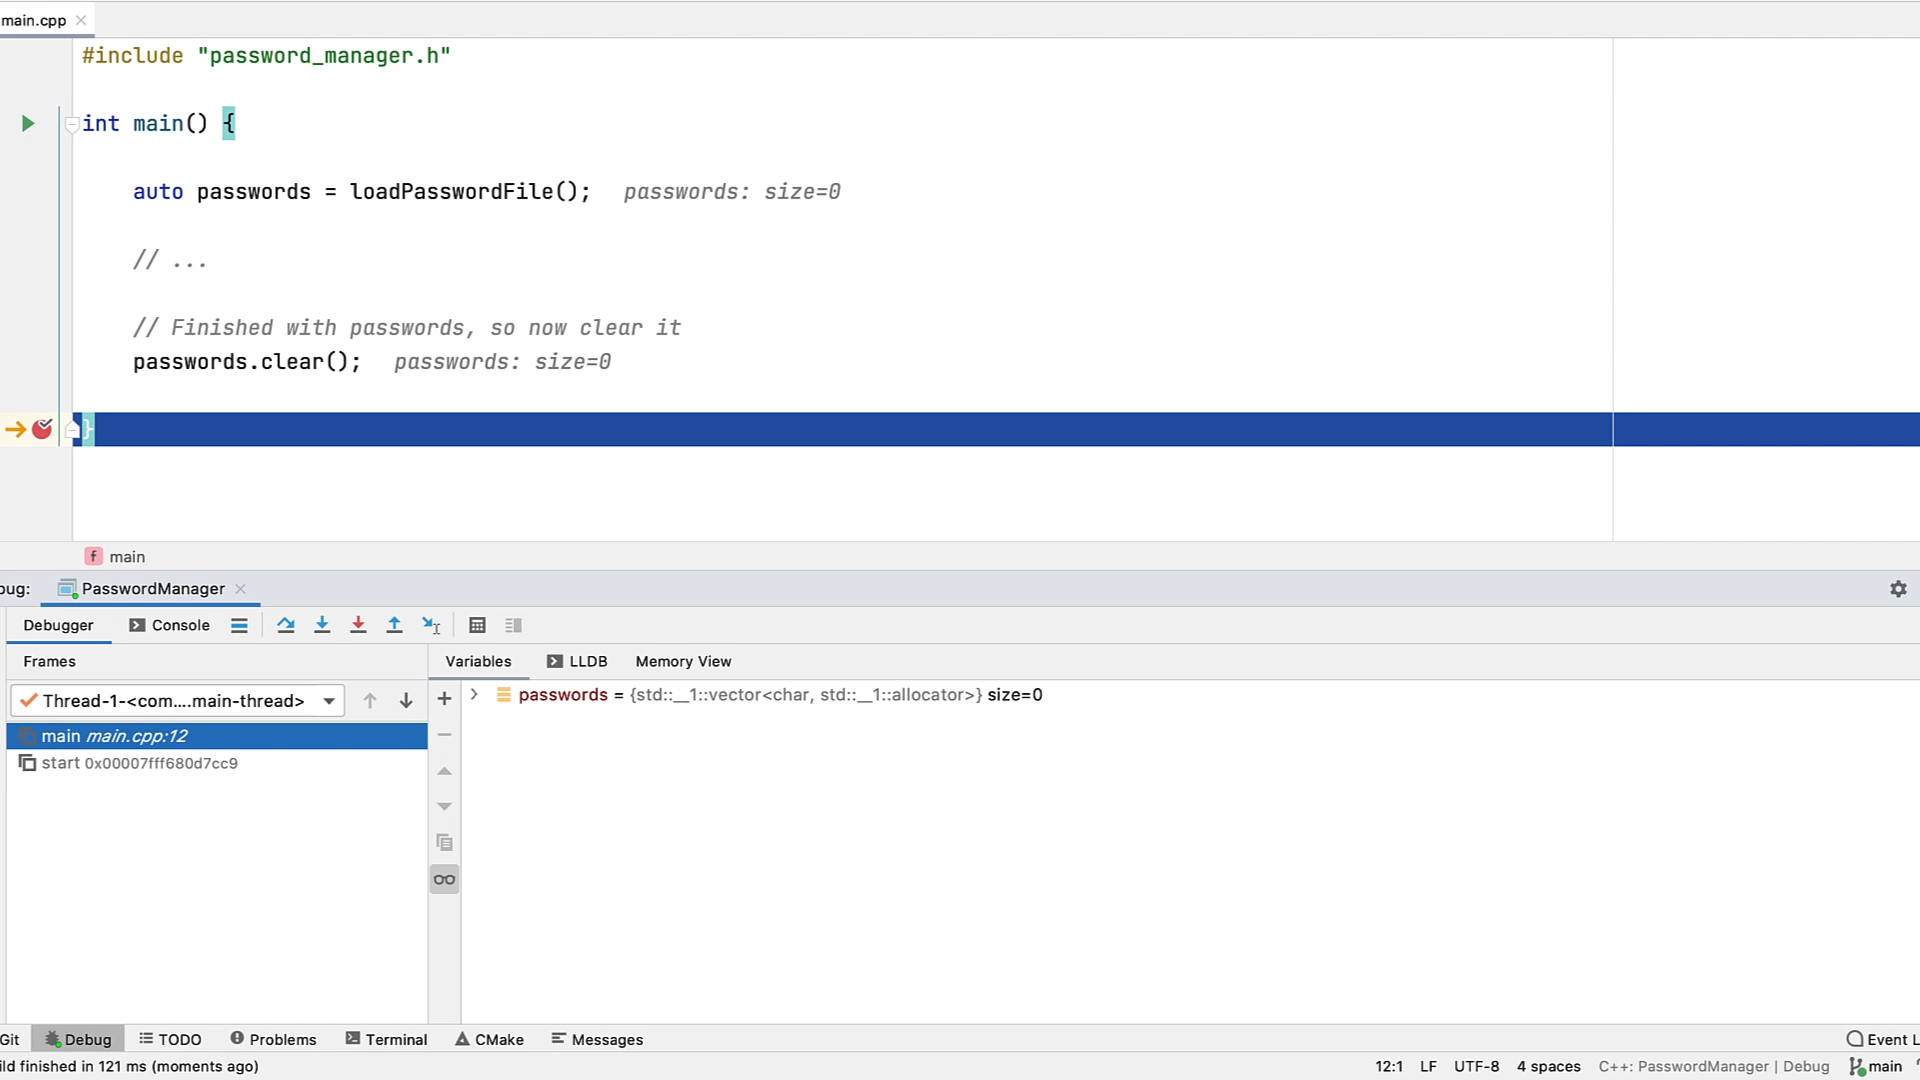 main.cpp
#include "password_manager.h"
int main() {
auto passwords = loadPasswordFile(); passwords: size=0
// ...
// Finished with passwords, so now clear it
passwords.clear(); passwords: size=0
}
f main
bug: PasswordManager
Debugger Console
Frames Variables LLDB Memory View
Thread-1-<com....main-thread>
passwords = {std::__1::vector<char, std::__1::allocator>} size=0
main main.cpp:12
start 0x00007fff680d7cc9
Git Debug TODO Problems Terminal CMake Messages Event L
ild finished in 121 ms (moments ago) 12:1 LF UTF-8 4 spaces C++: PasswordManager | Debug main